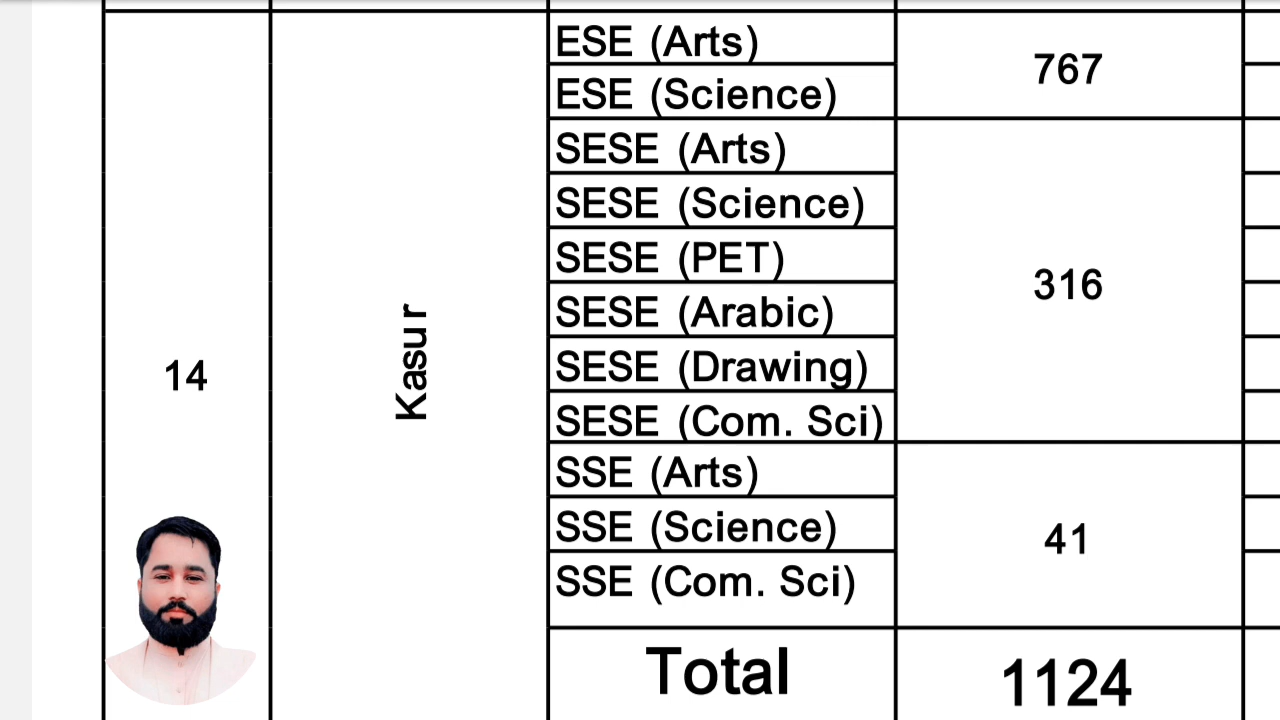 ESE (Arts)
767
ESE (Science)
SESE (Arts)
SESE (Science)
SESE (PET)
316
SESE (Arabic)
14
Kasur
SESE (Drawing)
SESE (Com. Sci)
SSE (Arts)
SSE (Science)
41
SSE (Com. Sci)
Total
1124